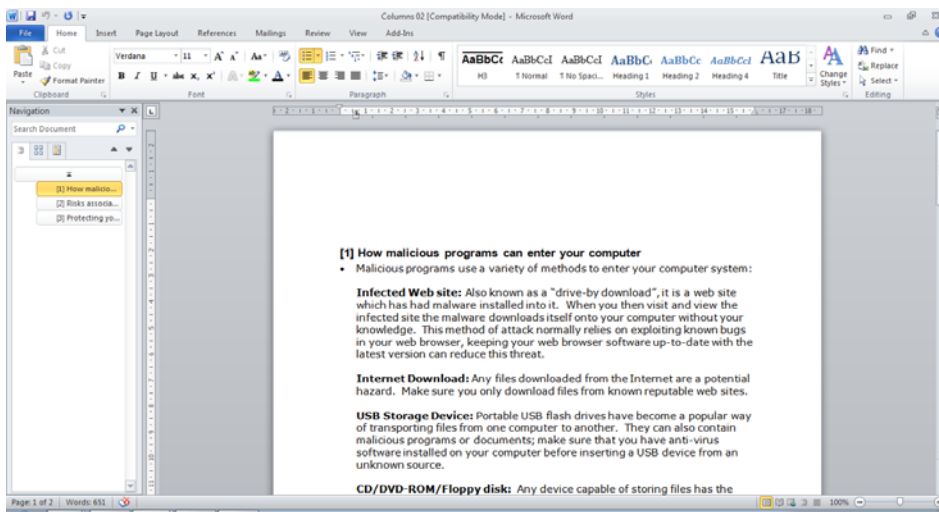 Columns 02 [Compatibility Mode] - Microsoft Word
File Home Insert Page Layout References Mailings Review View Add-Ins
Cut
Copy
Format Painter
Paste
Clipboard
Verdana 11
Font
Paragraph
AaBbCc AaBbCcI AaBbCcI AaBbC AaBbCc AaBbCcI AaB
H3 T Normal T No Spaci... Heading 1 Heading 2 Heading 4 Title
Change Styles
Styles
Find
Replace
Select
Editing
Navigation
Search Document
[1] How malicio...
[2] Risks associa...
[3] Protecting yo...
[1] How malicious programs can enter your computer
• Malicious programs use a variety of methods to enter your computer system:
Infected Web site: Also known as a "drive-by download", it is a web site
which has had malware installed into it. When you then visit and view the
infected site the malware downloads itself onto your computer without your
knowledge. This method of attack normally relies on exploiting known bugs
in your web browser, keeping your web browser software up-to-date with the
latest version can reduce this threat.
Internet Download: Any files downloaded from the Internet are a potential
hazard. Make sure you only download files from known reputable web sites.
USB Storage Device: Portable USB flash drives have become a popular way
of transporting files from one computer to another. They can also contain
malicious programs or documents; make sure that you have anti-virus
software installed on your computer before inserting a USB device from an
unknown source.
CD/DVD-ROM/Floppy disk: Any device capable of storing files has the
Page: 1 of 2 Words: 651 100%